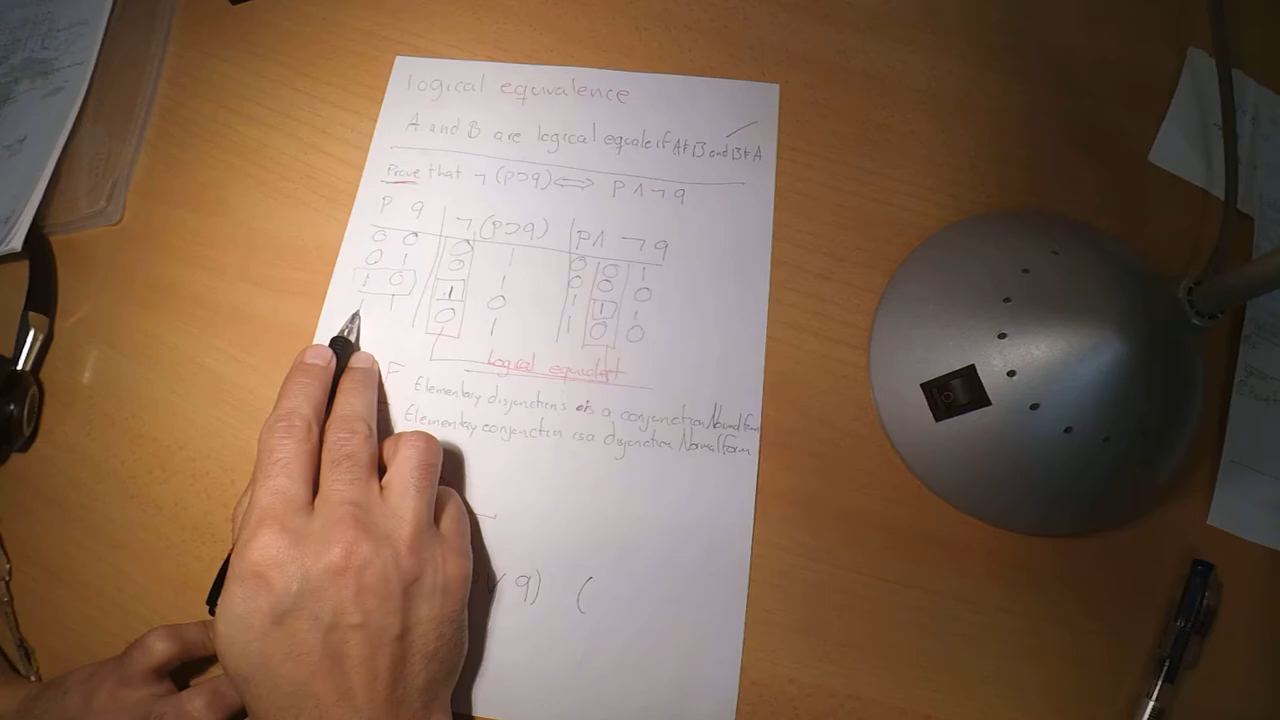 logical equivalence
A and B are logical equale if A⊢B and B⊢A
Prove that ¬(p⊃q) ⟺ p∧¬q
p q ¬(p⊃q) p∧ ¬q
0 0 0 1 0 0 1
0 1 0 1 0 0 0
1 0 1 0 1 1 1
1 1 0 1 1 0 0
logical equivalent
F
Elementary disjunctions is a conjunction Normal form
Elementary conjunction is a disjunction Normal form
∨ q) (